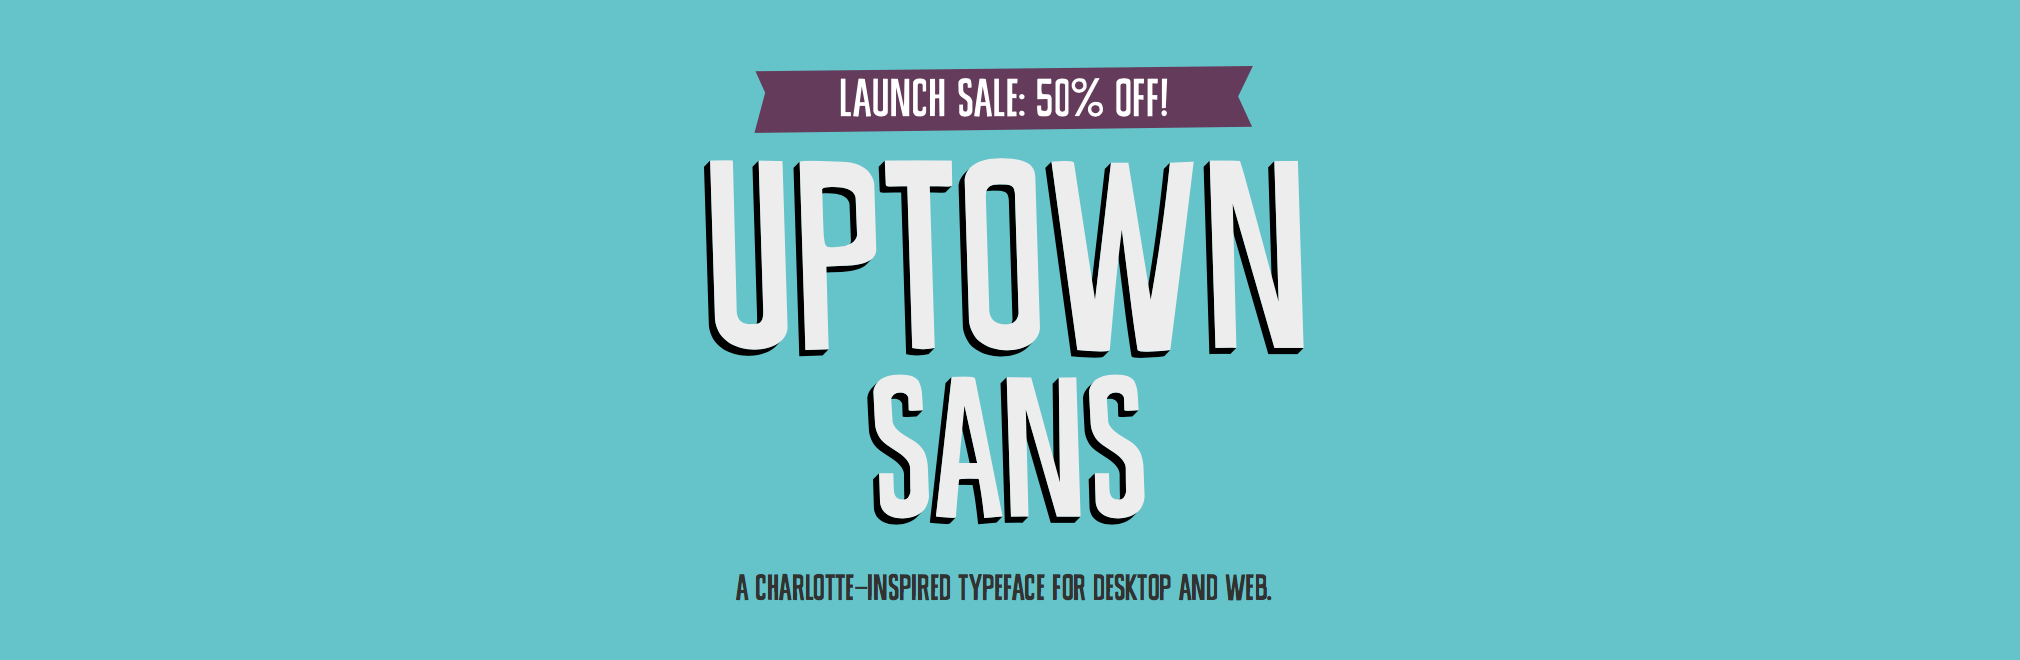 LAUNCH SALE: 50% OFF!
UPTOWN
SANS
A CHARLOTTE–INSPIRED TYPEFACE FOR DESKTOP AND WEB.